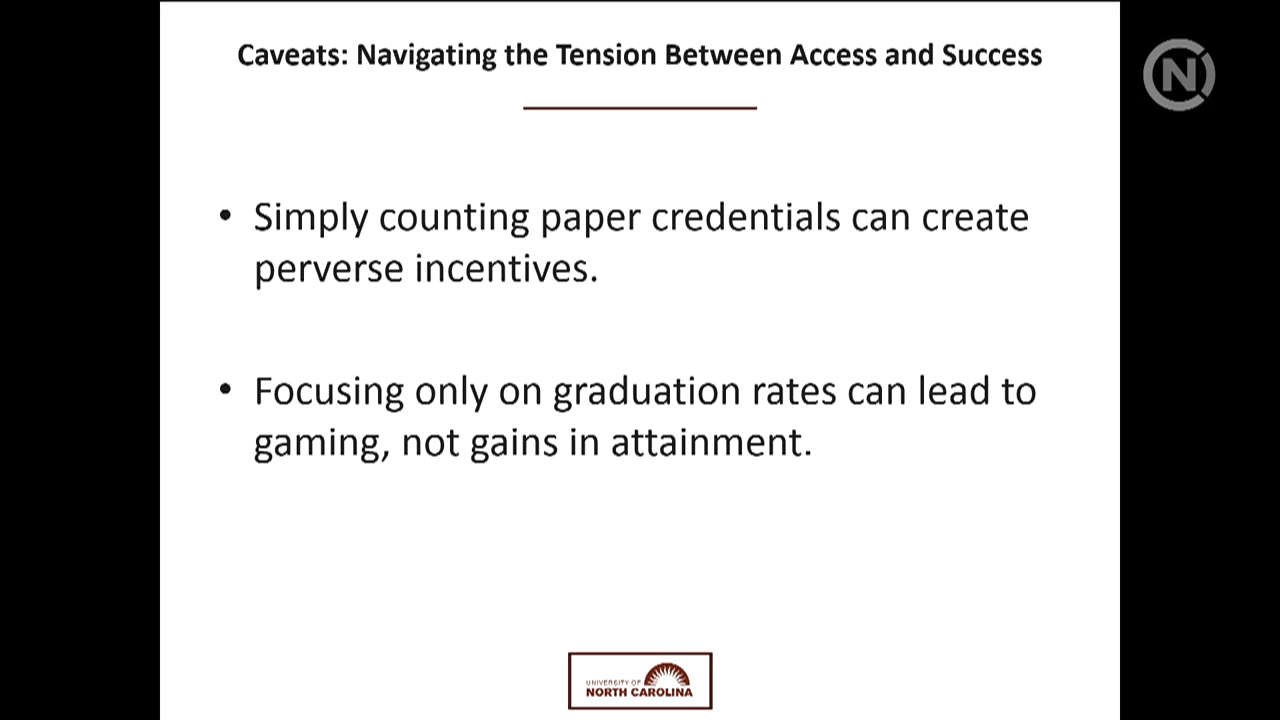 Caveats: Navigating the Tension Between Access and Success
N
• Simply counting paper credentials can create
perverse incentives.
• Focusing only on graduation rates can lead to
gaming, not gains in attainment.
UNIVERSITY OF
NORTH CAROLINA